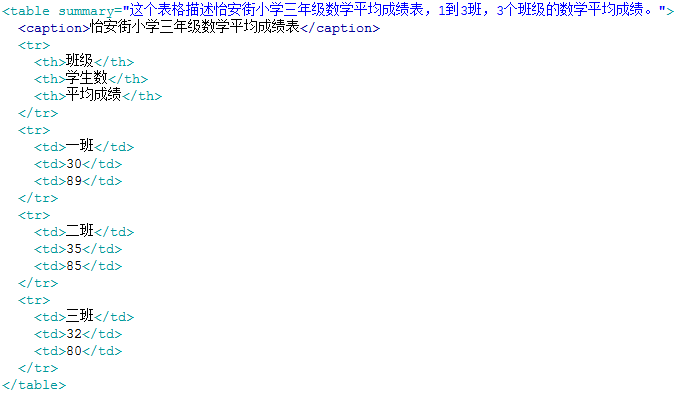 <table summary="这个表格描述怡安街小学三年级数学平均成绩表，1到3班，3个班级的数学平均成绩。">
  <caption>怡安街小学三年级数学平均成绩表</caption>
  <tr>
    <th>班级</th>
    <th>学生数</th>
    <th>平均成绩</th>
  </tr>
  <tr>
    <td>一班</td>
    <td>30</td>
    <td>89</td>
  </tr>
  <tr>
    <td>二班</td>
    <td>35</td>
    <td>85</td>
  </tr>
  <tr>
    <td>三班</td>
    <td>32</td>
    <td>80</td>
  </tr>
</table>